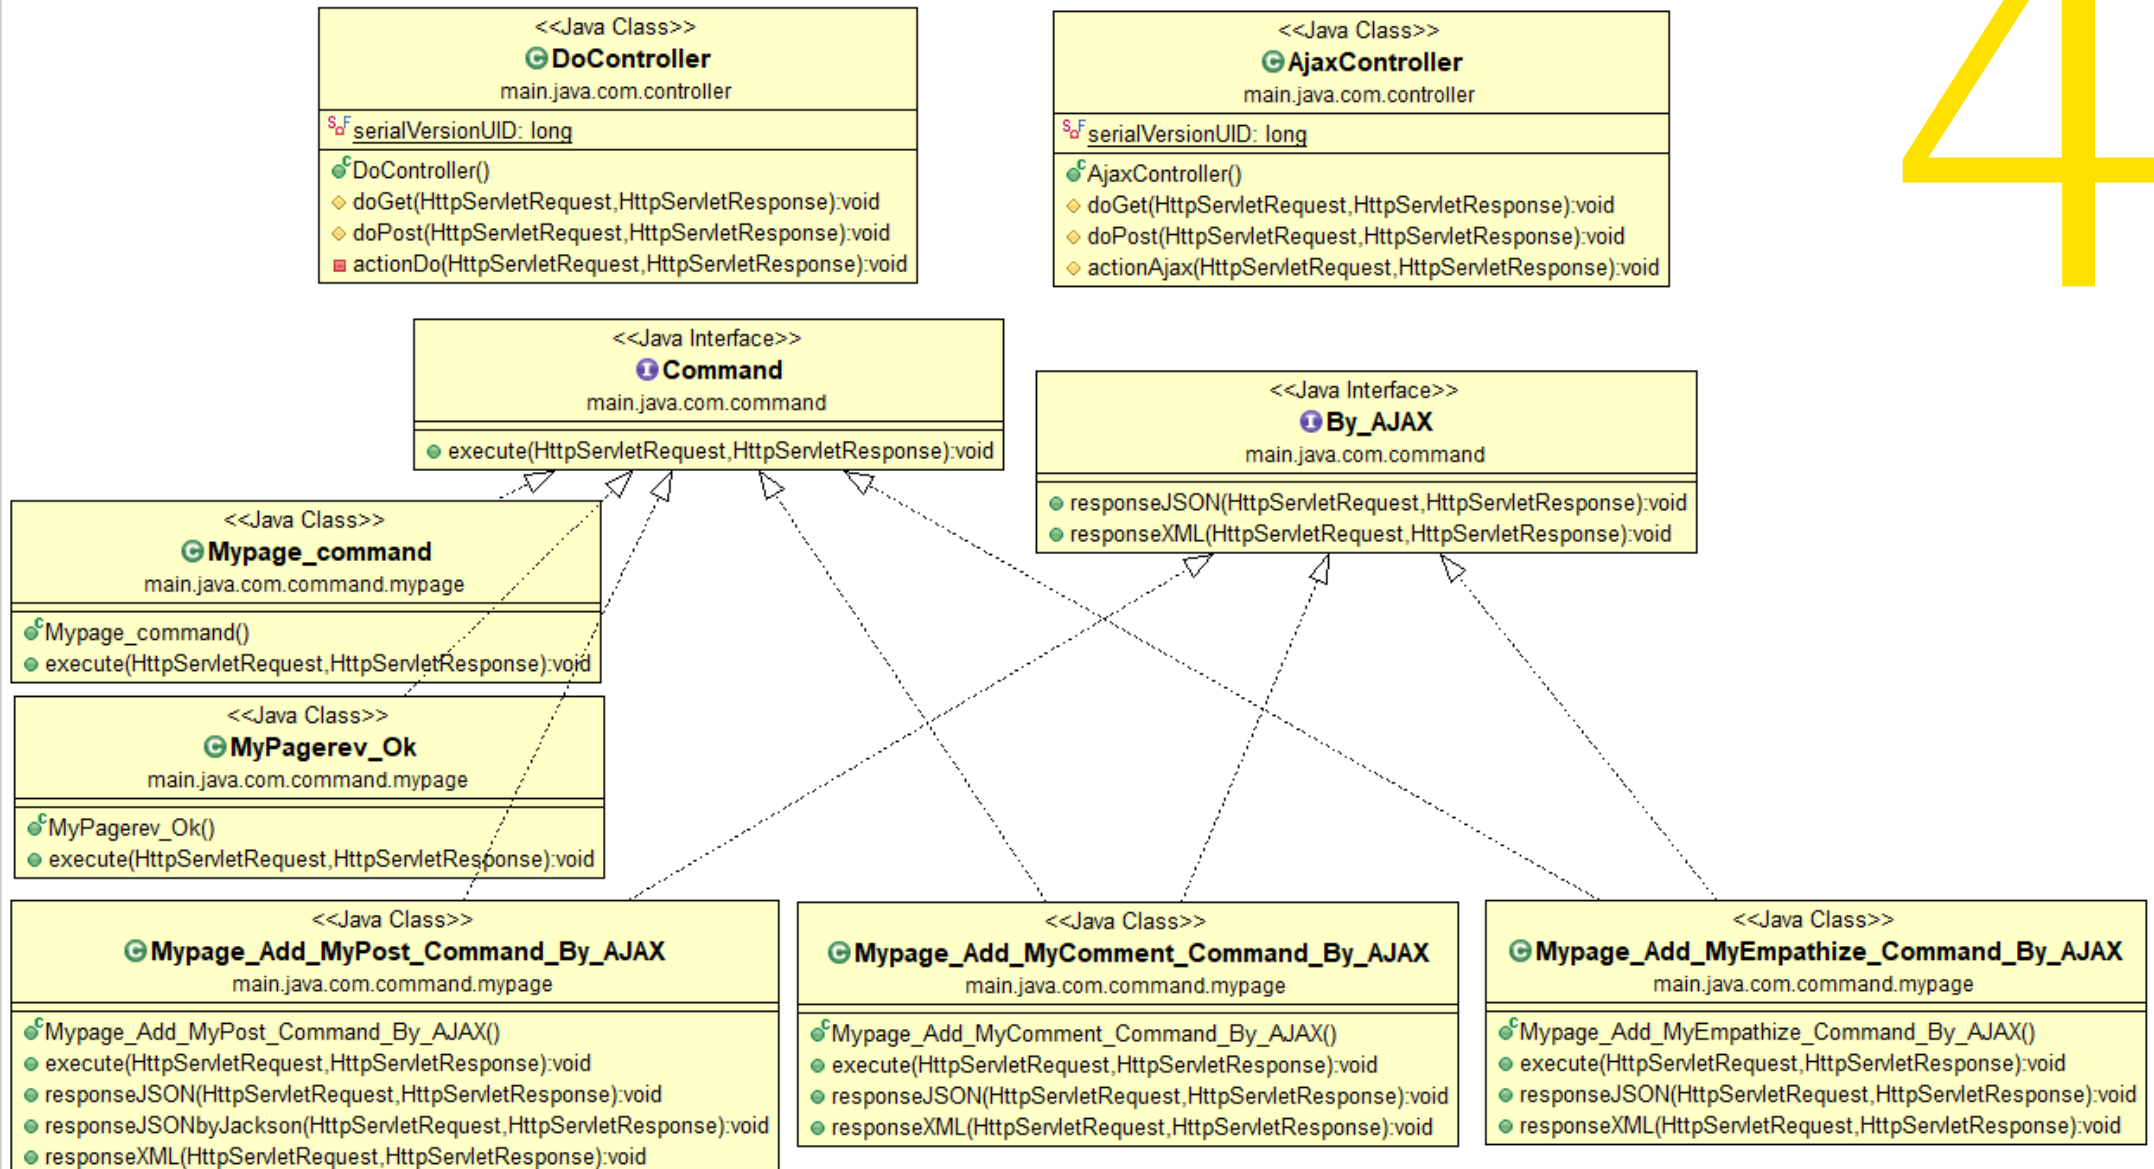 <<Java Class>>
DoController
main.java.com.controller
serialVersionUID: long
DoController()
doGet(HttpServletRequest,HttpServletResponse):void
doPost(HttpServletRequest,HttpServletResponse):void
actionDo(HttpServletRequest,HttpServletResponse):void
<<Java Class>>
AjaxController
main.java.com.controller
serialVersionUID: long
AjaxController()
doGet(HttpServletRequest,HttpServletResponse):void
doPost(HttpServletRequest,HttpServletResponse):void
actionAjax(HttpServletRequest,HttpServletResponse):void
4
<<Java Interface>>
Command
main.java.com.command
execute(HttpServletRequest,HttpServletResponse):void
<<Java Interface>>
By_AJAX
main.java.com.command
responseJSON(HttpServletRequest,HttpServletResponse):void
responseXML(HttpServletRequest,HttpServletResponse):void
<<Java Class>>
Mypage_command
main.java.com.command.mypage
Mypage_command()
execute(HttpServletRequest,HttpServletResponse):void
<<Java Class>>
MyPagerev_Ok
main.java.com.command.mypage
MyPagerev_Ok()
execute(HttpServletRequest,HttpServletResponse):void
<<Java Class>>
Mypage_Add_MyPost_Command_By_AJAX
main.java.com.command.mypage
Mypage_Add_MyPost_Command_By_AJAX()
execute(HttpServletRequest,HttpServletResponse):void
responseJSON(HttpServletRequest,HttpServletResponse):void
responseJSONbyJackson(HttpServletRequest,HttpServletResponse):void
responseXML(HttpServletRequest,HttpServletResponse):void
<<Java Class>>
Mypage_Add_MyComment_Command_By_AJAX
main.java.com.command.mypage
Mypage_Add_MyComment_Command_By_AJAX()
execute(HttpServletRequest,HttpServletResponse):void
responseJSON(HttpServletRequest,HttpServletResponse):void
responseXML(HttpServletRequest,HttpServletResponse):void
<<Java Class>>
Mypage_Add_MyEmpathize_Command_By_AJAX
main.java.com.command.mypage
Mypage_Add_MyEmpathize_Command_By_AJAX()
execute(HttpServletRequest,HttpServletResponse):void
responseJSON(HttpServletRequest,HttpServletResponse):void
responseXML(HttpServletRequest,HttpServletResponse):void